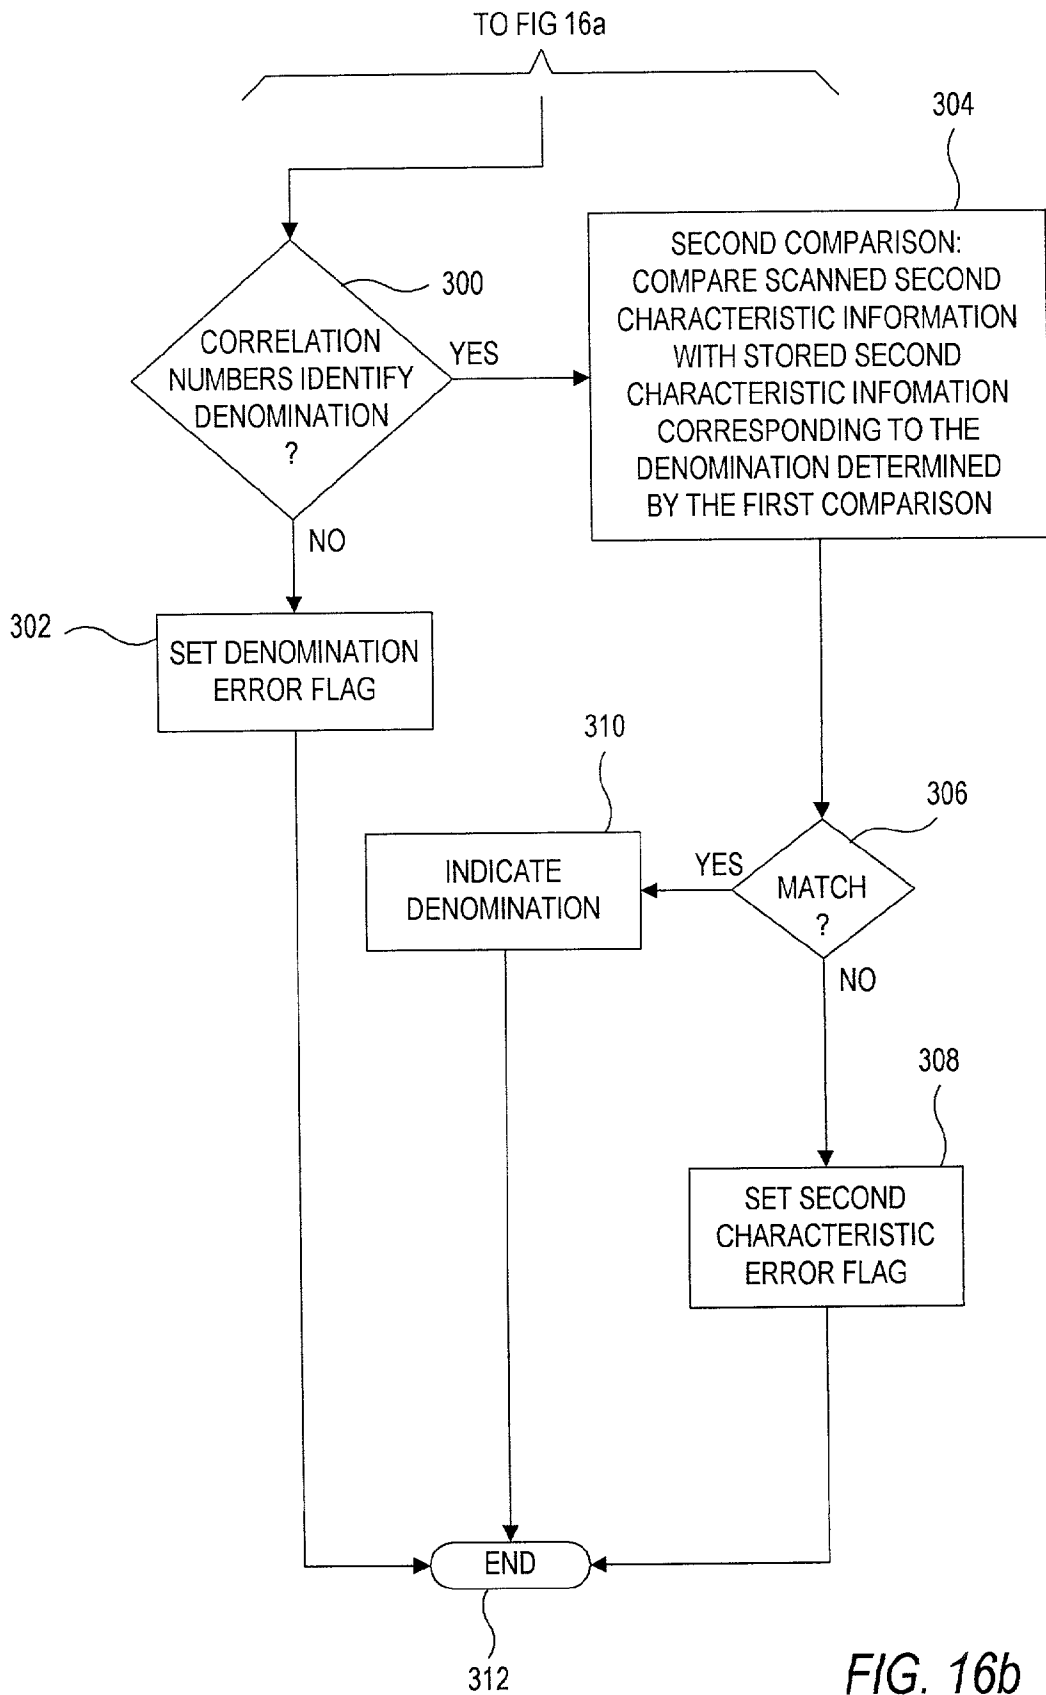 TO FIG 16a
304
SECOND COMPARISON:
COMPARE SCANNED SECOND
CHARACTERISTIC INFORMATION
WITH STORED SECOND
CHARACTERISTIC INFOMATION
CORRESPONDING TO THE
DENOMINATION DETERMINED
BY THE FIRST COMPARISON
300
CORRELATION
NUMBERS IDENTIFY
DENOMINATION
?
YES
NO
302
SET DENOMINATION
ERROR FLAG
310
INDICATE
DENOMINATION
306
YES
MATCH
?
NO
308
SET SECOND
CHARACTERISTIC
ERROR FLAG
END
312
FIG. 16b